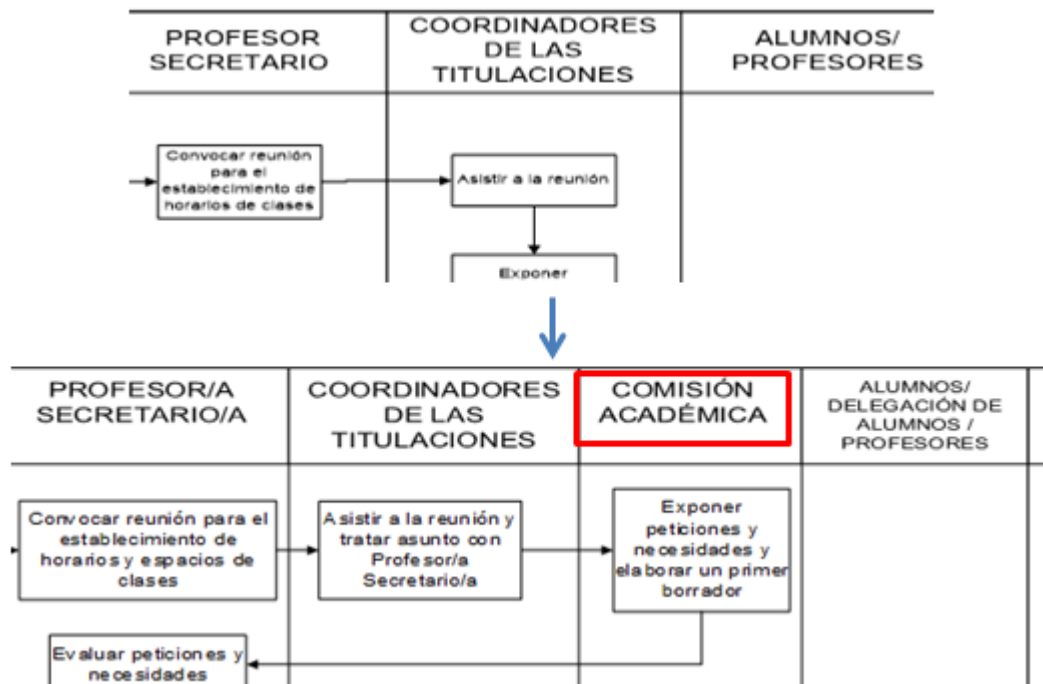 PROFESOR
SECRETARIO
COORDINADORES
DE LAS
TITULACIONES
ALUMNOS/
PROFESORES
Convocar reunión
para el
establecimiento de
horarios de clases
Asistir a la reunión
Exponer
PROFESOR/A
SECRETARIO/A
COORDINADORES
DE LAS
TITULACIONES
COMISIÓN
ACADÉMICA
ALUMNOS/
DELEGACIÓN DE
ALUMNOS /
PROFESORES
Convocar reunión para el
establecimiento de
horarios y espacios de
clases
Asistir a la reunión y
tratar asunto con
Profesor/a
Secretario/a
Exponer
peticiones y
necesidades y
elaborar un primer
borrador
Evaluar peticiones y
necesidades